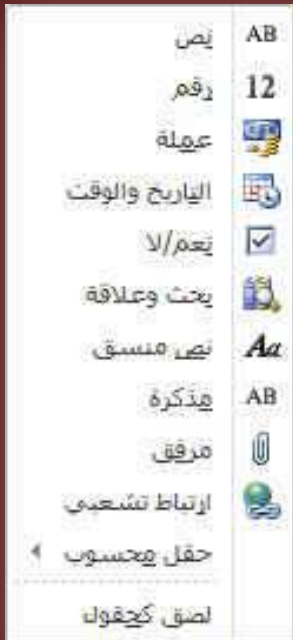 نص AB
رقم 12
عملة
التاريخ والوقت
نعم/لا
بحث وعلاقة
نص منسق Aa
مذكرة AB
مرفق
ارتباط تشعبي
حقل محسوب
لصق كحقول